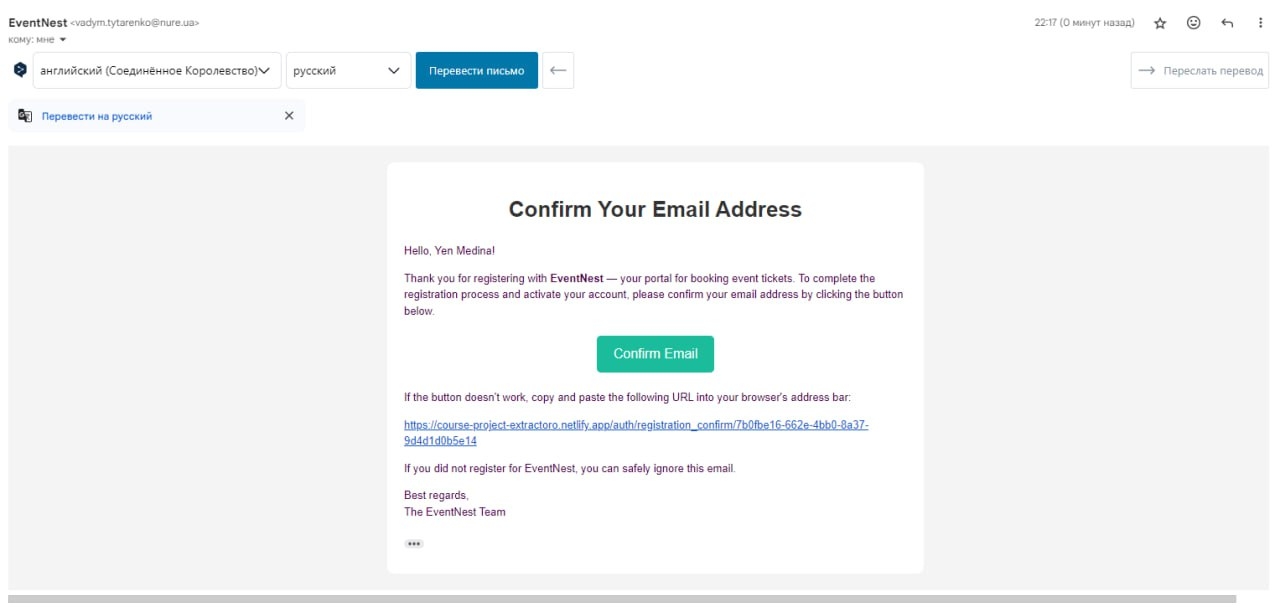 EventNest <vadym.tytarenko@nure.ua>
22:17 (0 минут назад)
кому: мне
английский (Соединённое Королевство)
русский
Перевести письмо
Переслать перевод
Перевести на русский
Confirm Your Email Address
Hello, Yen Medina!
Thank you for registering with EventNest — your portal for booking event tickets. To complete the
registration process and activate your account, please confirm your email address by clicking the button
below.
Confirm Email
If the button doesn't work, copy and paste the following URL into your browser's address bar:
https://course-project-extractoro.netlify.app/auth/registration_confirm/7b0fbe16-662e-4bb0-8a37-
9d4d1d0b5e14
If you did not register for EventNest, you can safely ignore this email.
Best regards,
The EventNest Team